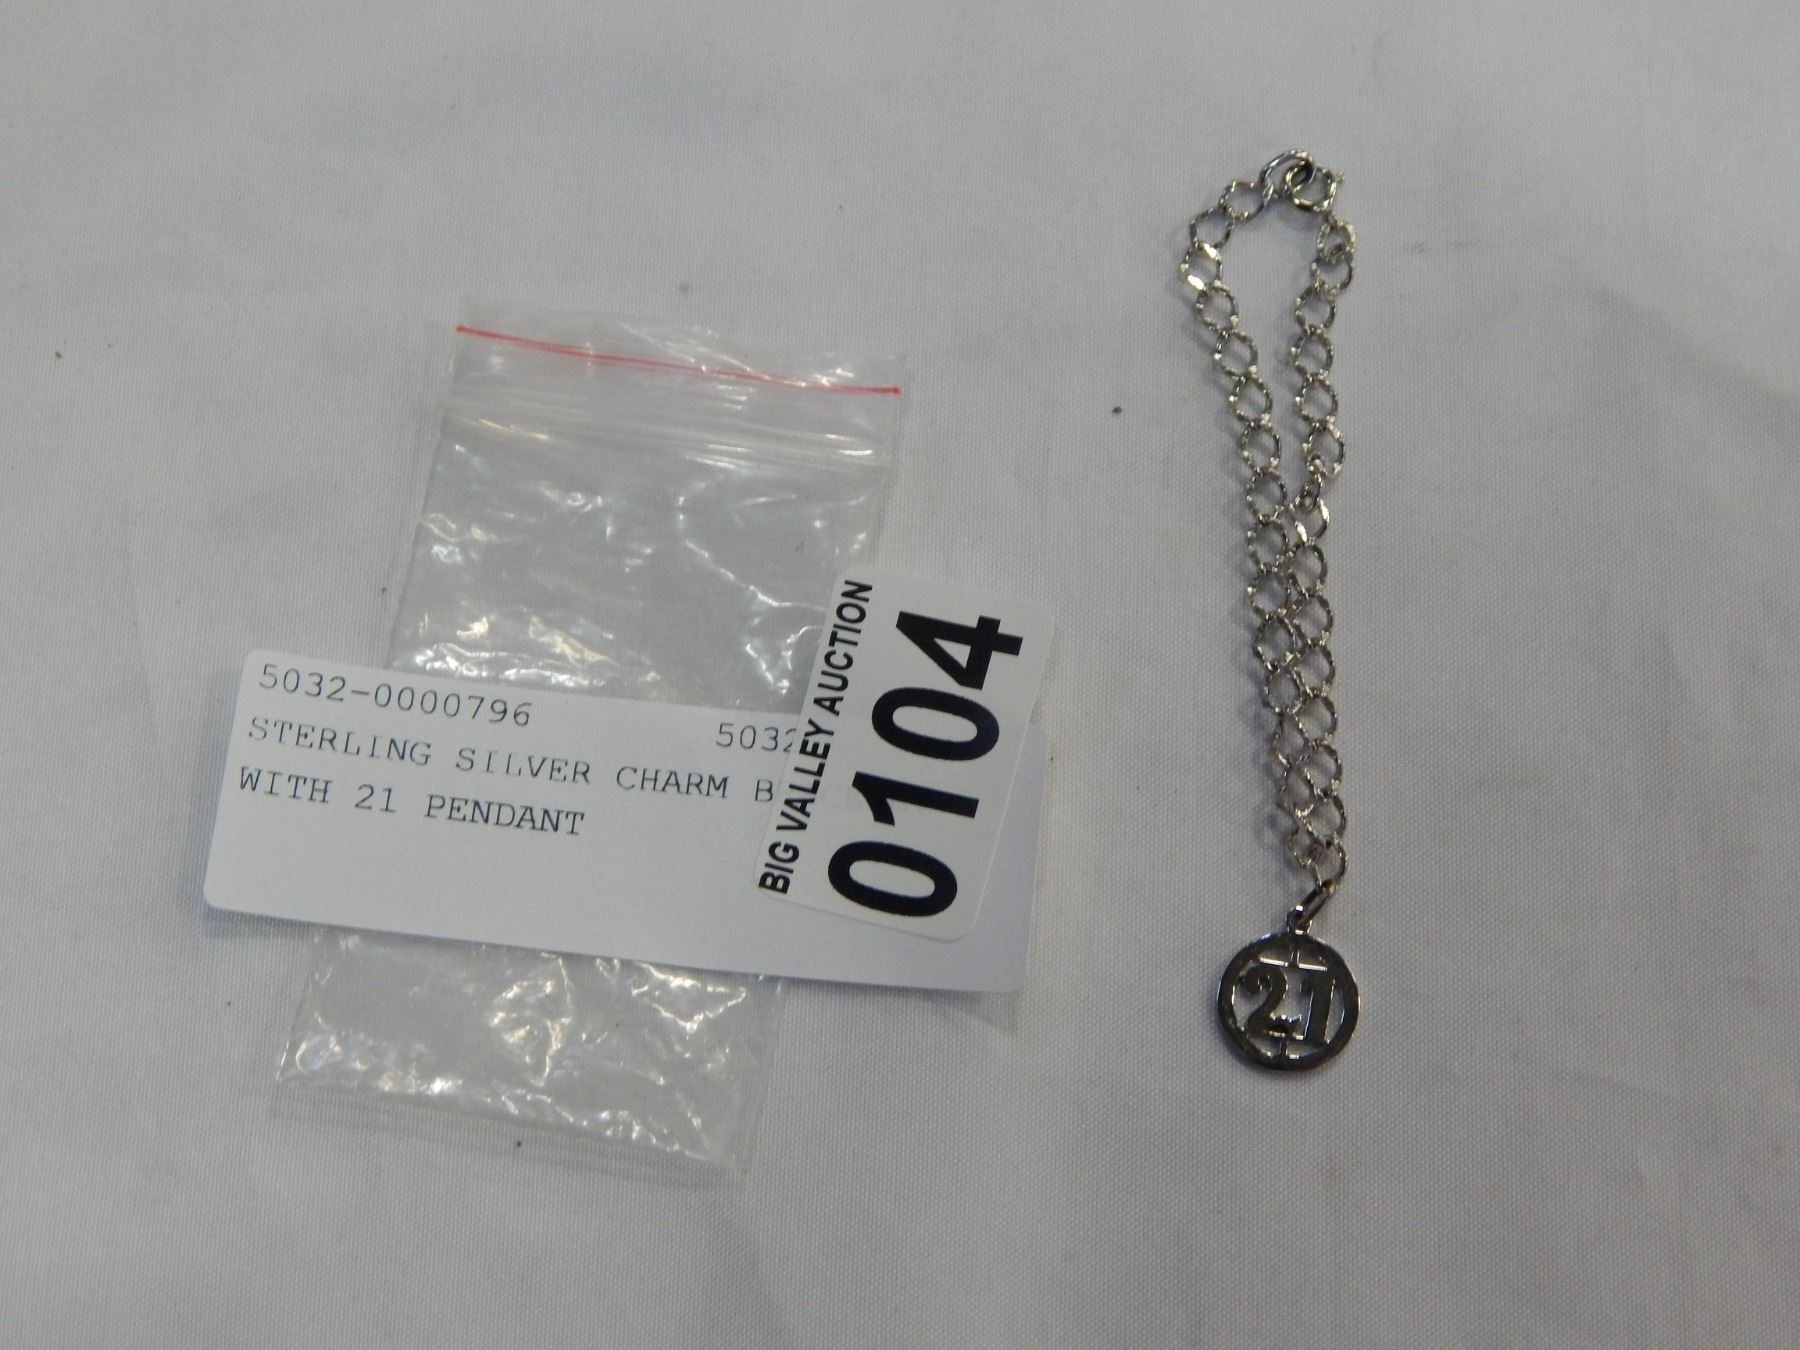 5032-0000796 5032
STERLING SILVER CHARM B
WITH 21 PENDANT
BIG VALLEY AUCTION
0104
21